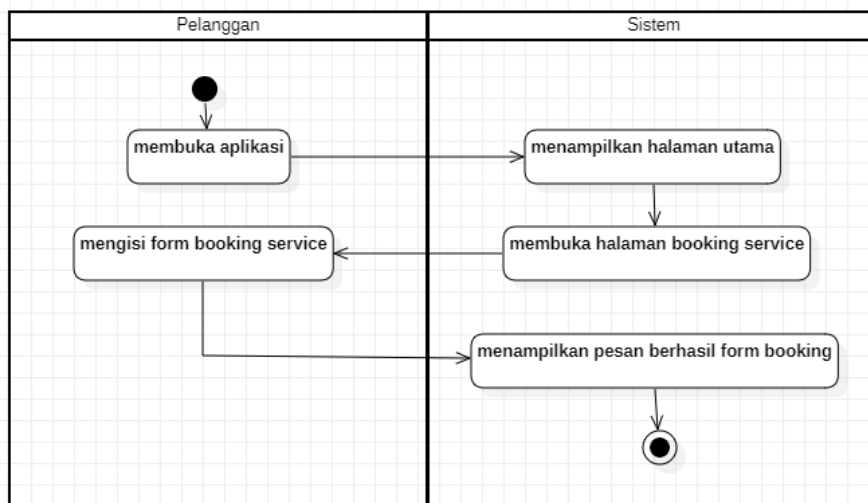 Pelanggan
Sistem
membuka aplikasi
menampilkan halaman utama
mengisi form booking service
membuka halaman booking service
menampilkan pesan berhasil form booking